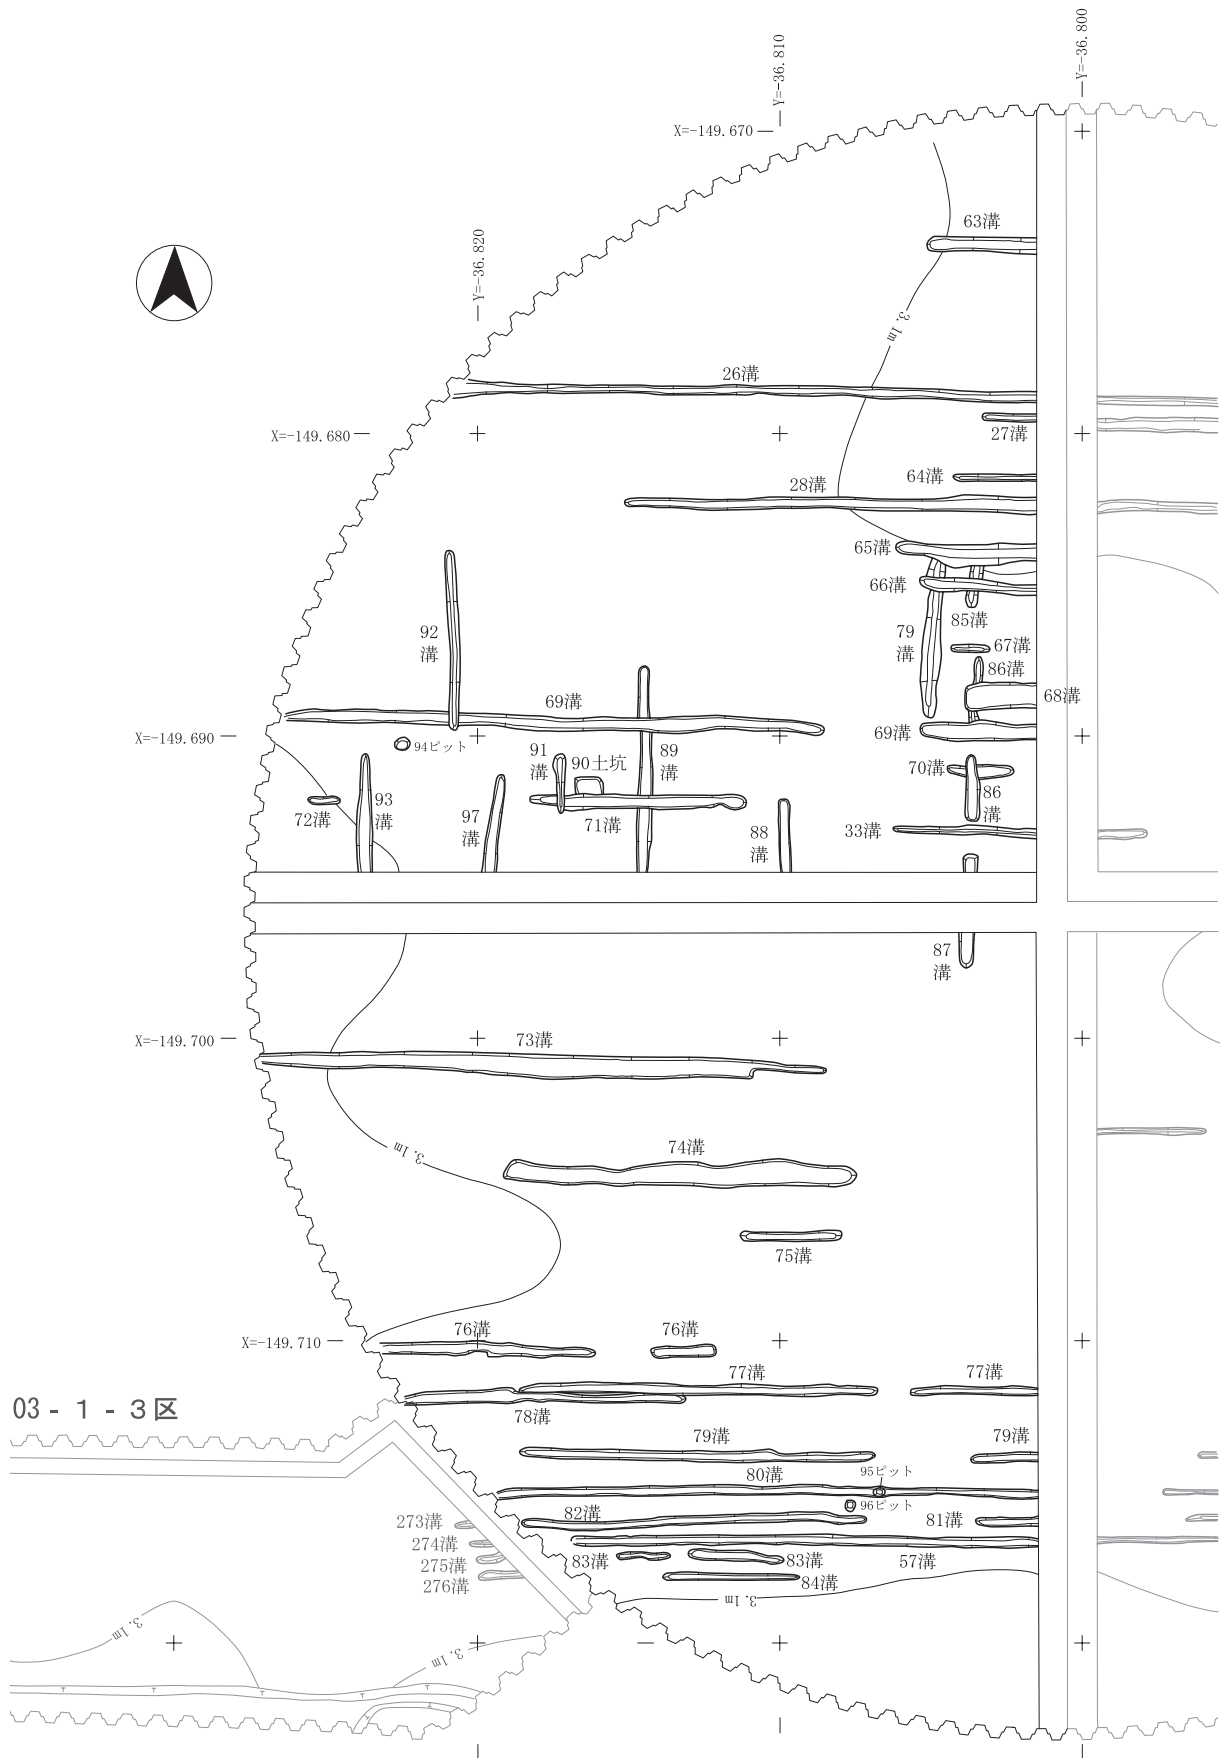 Y=-36.800
Y=-36.810
X=-149.670
63溝
Y=-36.820
3.1m
26溝
X=-149.680
27溝
64溝
28溝
65溝
66溝
85溝
92
溝
79
溝
67溝
86溝
68溝
69溝
69溝
X=-149.690
94ピット
91
溝
90土坑
89
溝
70溝
86
溝
72溝
93
溝
97
溝
71溝
88
溝
33溝
87
溝
X=-149.700
73溝
3.1m
74溝
75溝
X=-149.710
76溝
76溝
77溝
77溝
03-1-3区
78溝
79溝
79溝
80溝
95ピット
96ピット
82溝
81溝
273溝
274溝
275溝
276溝
83溝
83溝
57溝
84溝
3.1m
3.1m
3.1m